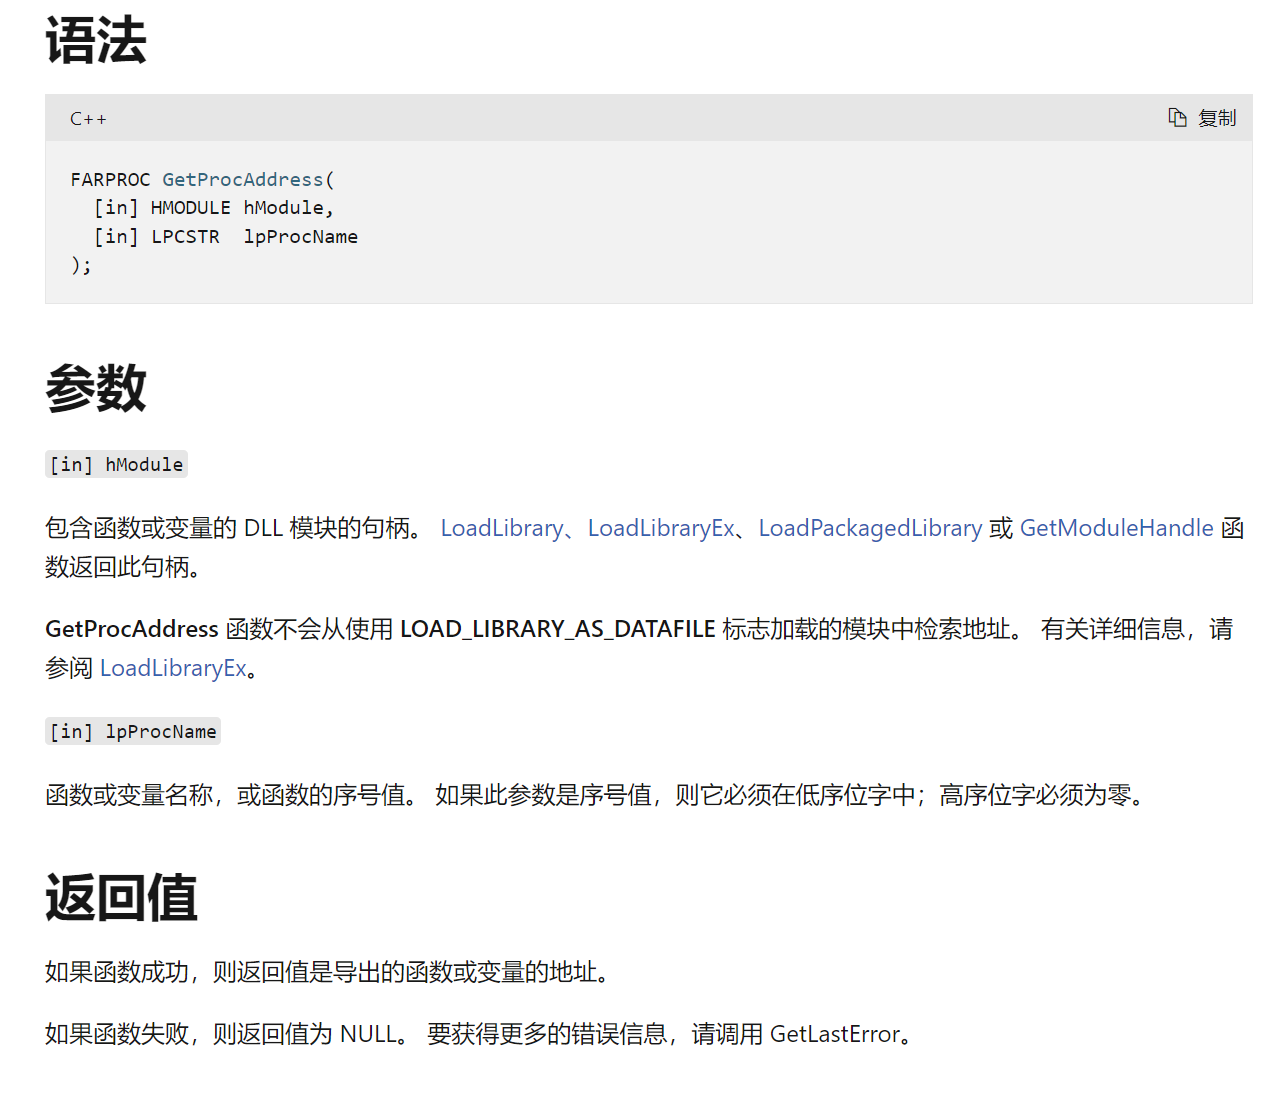 语法
C++
复制
FARPROC GetProcAddress(
  [in] HMODULE hModule,
  [in] LPCSTR  lpProcName
);
参数
[in] hModule
包含函数或变量的 DLL 模块的句柄。 LoadLibrary、LoadLibraryEx、LoadPackagedLibrary 或 GetModuleHandle 函
数返回此句柄。
GetProcAddress 函数不会从使用 LOAD_LIBRARY_AS_DATAFILE 标志加载的模块中检索地址。 有关详细信息，请
参阅 LoadLibraryEx。
[in] lpProcName
函数或变量名称，或函数的序号值。 如果此参数是序号值，则它必须在低序位字中；高序位字必须为零。
返回值
如果函数成功，则返回值是导出的函数或变量的地址。
如果函数失败，则返回值为 NULL。 要获得更多的错误信息，请调用 GetLastError。